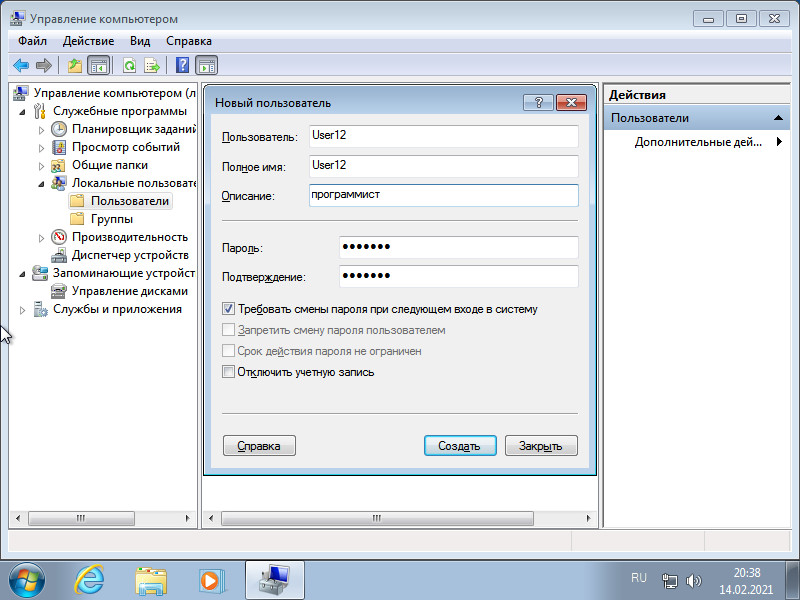 Управление компьютером
Файл Действие Вид Справка
Управление компьютером (л
Служебные программы
Планировщик заданий
Просмотр событий
Общие папки
Локальные пользовате
Пользователи
Группы
Производительность
Диспетчер устройств
Запоминающие устройст
Управление дисками
Службы и приложения
Новый пользователь
Пользователь: User12
Полное имя: User12
Описание: программист
Пароль: •••••••
Подтверждение: •••••••
Требовать смены пароля при следующем входе в систему
Запретить смену пароля пользователем
Срок действия пароля не ограничен
Отключить учетную запись
Справка Создать Закрыть
Действия
Пользователи
Дополнительные дей...
RU
20:38
14.02.2021